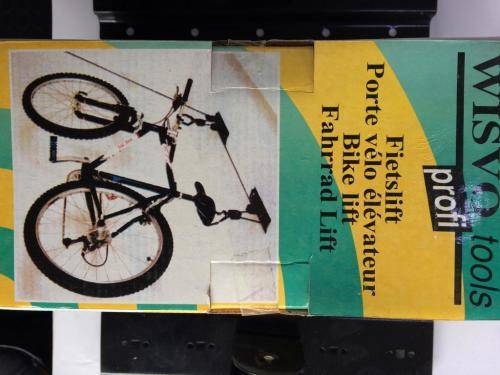 WISVO tools
profi
Fietslift
Porte vélo élévateur
Bike lift
Fahrrad Lift